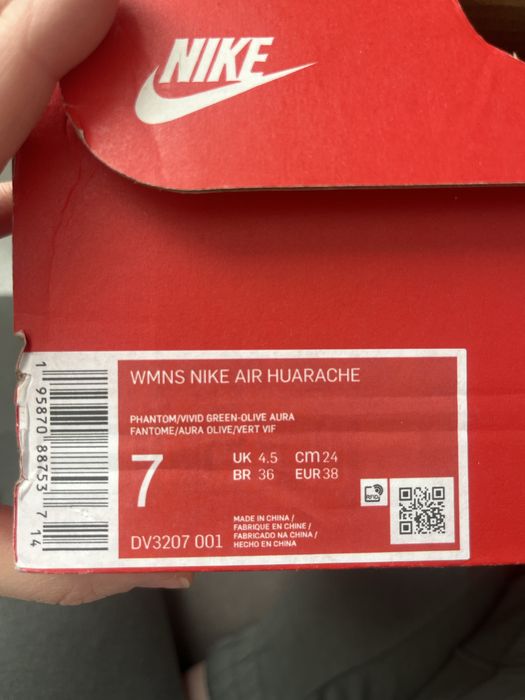 NIKE
WMNS NIKE AIR HUARACHE
PHANTOM/VIVID GREEN-OLIVE AURA
FANTOME/AURA OLIVE/VERT VIF
7
UK 4.5 cm 24
BR 36 EUR 38
RFID
MADE IN CHINA /
FABRIQUE EN CHINE /
FABRICADO NA CHINA /
HECHO EN CHINA
DV3207 001
1 95870 88753 7 14